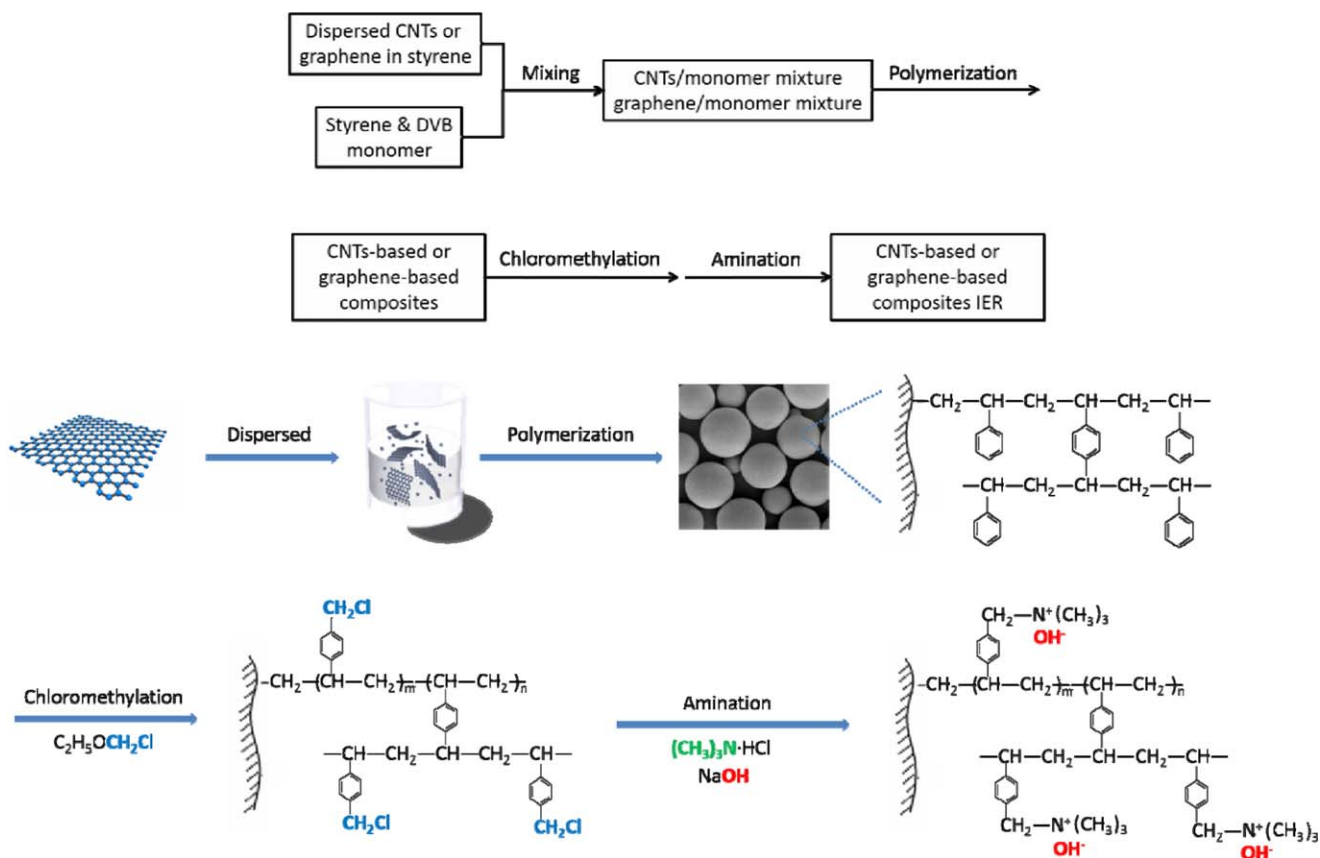 Dispersed CNTs or
graphene in styrene
Mixing
CNTs/monomer mixture
graphene/monomer mixture
Polymerization
Styrene & DVB
monomer
CNTs-based or
graphene-based
composites
Chloromethylation
Amination
CNTs-based or
graphene-based
composites IER
Dispersed
Polymerization
—CH₂—CH—CH₂—CH—CH₂—CH—
—CH—CH₂—CH—CH₂—CH—
Chloromethylation
C₂H₅OCH₂Cl
CH₂Cl
-CH₂-(CH—CH₂)m-(CH—CH₂)n
—CH—CH₂—CH—CH₂—CH—
CH₂Cl
CH₂Cl
Amination
(CH₃)₃N·HCl
NaOH
CH₂—N⁺(CH₃)₃
OH⁻
-CH₂-(CH—CH₂)m-(CH—CH₂)n
—CH—CH₂—CH—CH₂—CH—
CH₂—N⁺(CH₃)₃
OH⁻
CH₂—N⁺(CH₃)₃
OH⁻